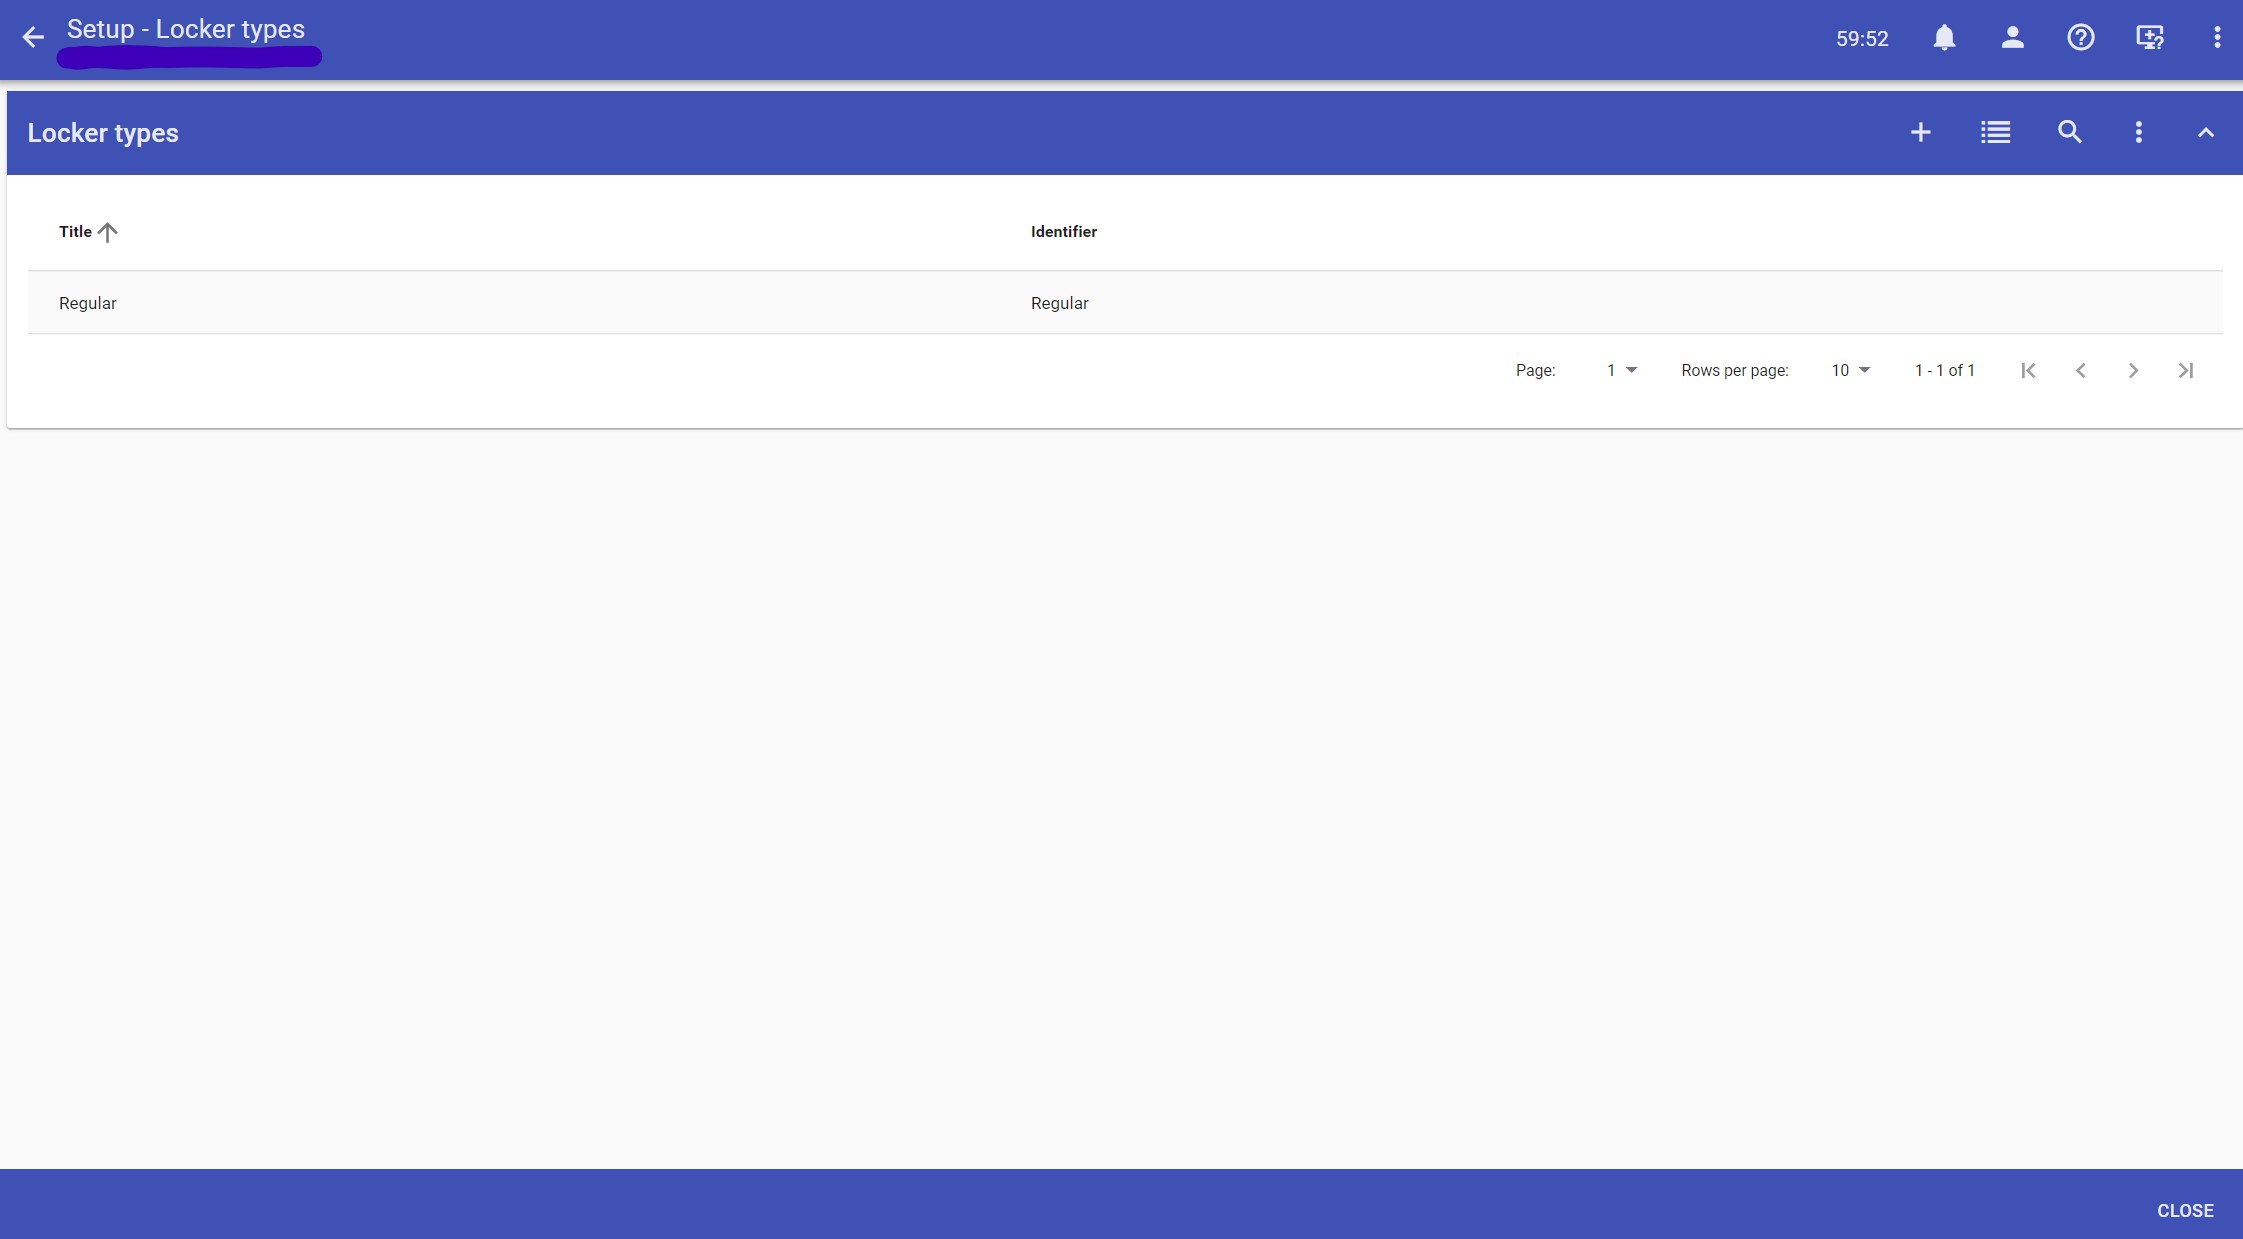 Setup - Locker types
59:52
Locker types
Title Identifier
Regular Regular
Page: 1 Rows per page: 10 1 - 1 of 1
CLOSE